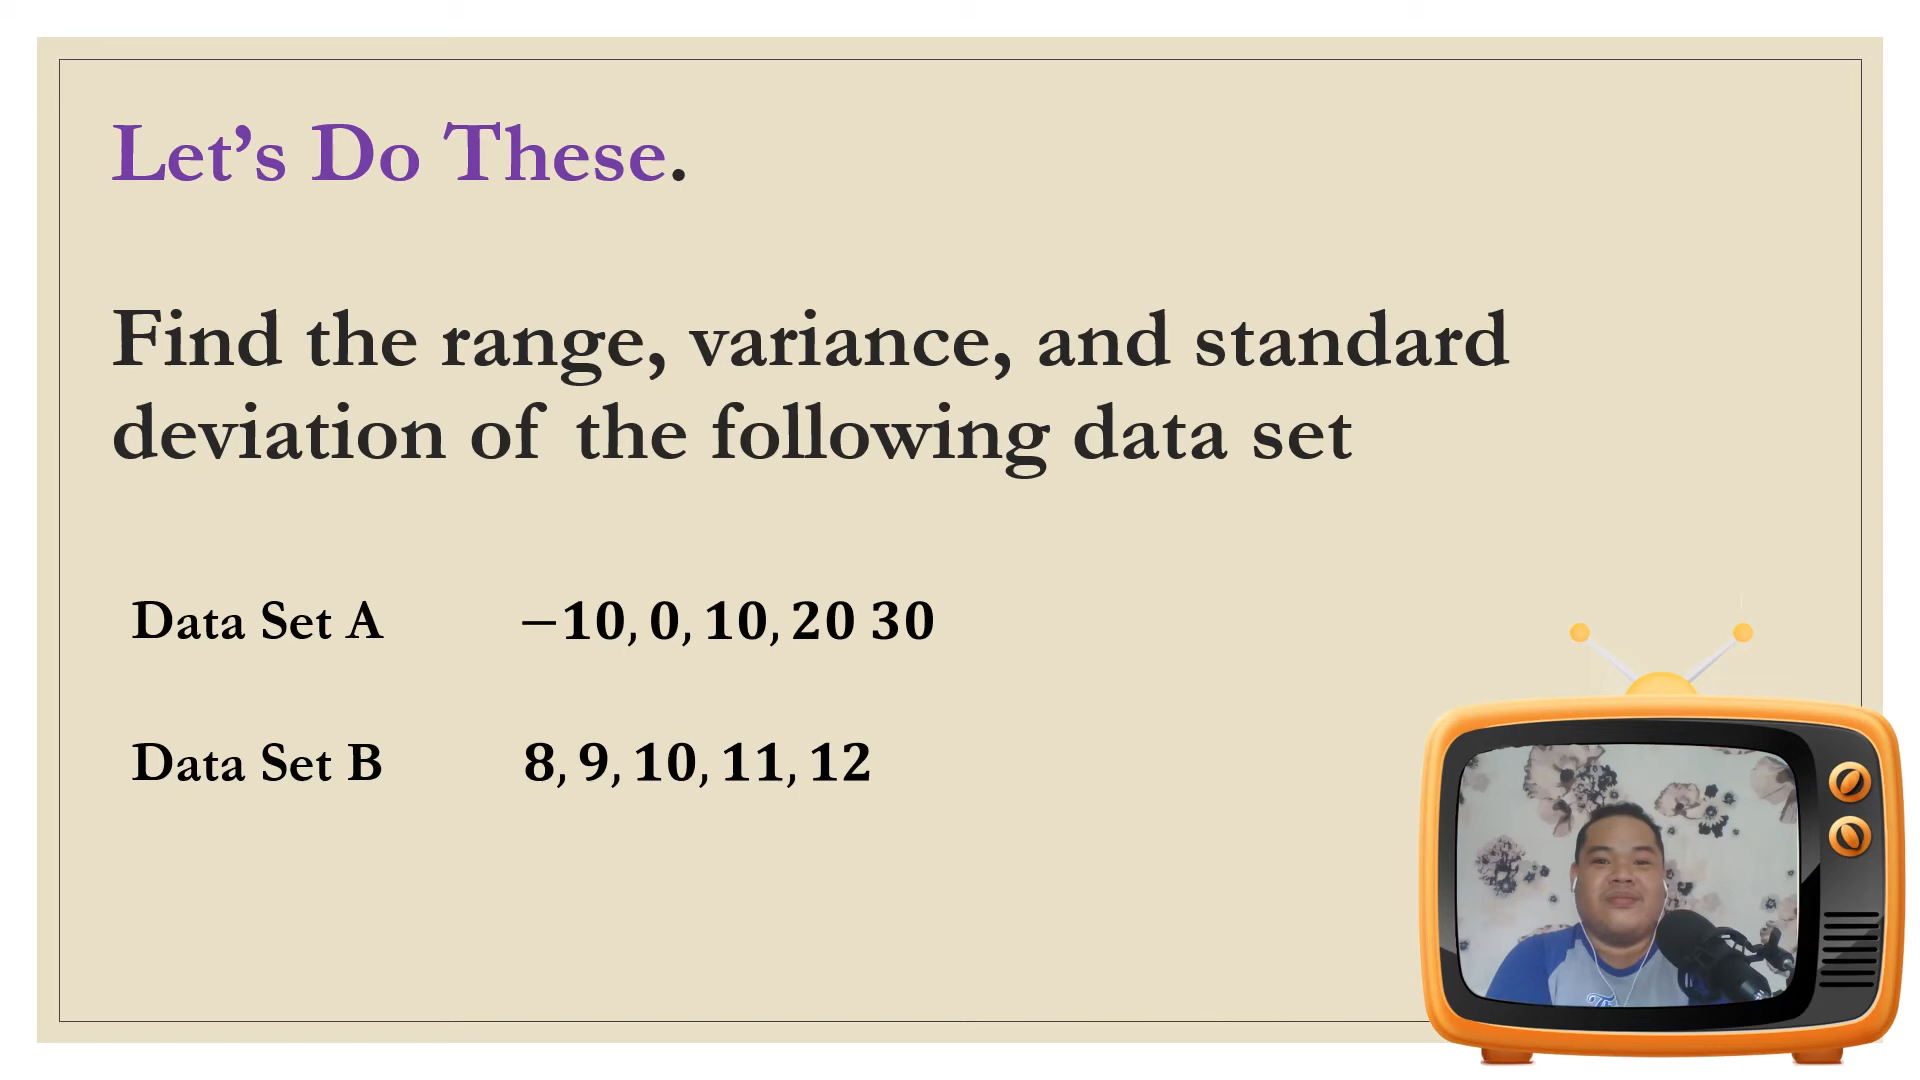 Let’s Do These.
Find the range, variance, and standard
deviation of the following data set
Data Set A −10, 0, 10, 20 30
Data Set B 8, 9, 10, 11, 12